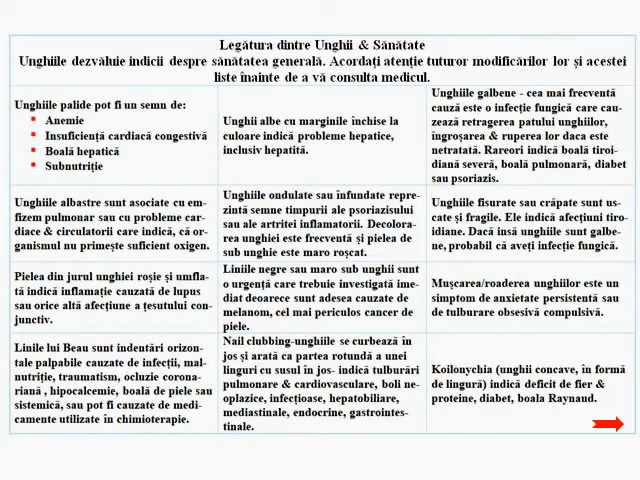 Legătura dintre Unghii & Sănătate
Unghiile dezvăluie indicii despre sănătatea generală. Acordați atenție tuturor modificărilor lor și acestei
liste înainte de a vă consulta medicul.
Unghiile palide pot fi un semn de:
Anemie
Insuficiență cardiacă congestivă
Boală hepatică
Subnutriție
Unghii albe cu marginile închise la
culoare indică probleme hepatice,
inclusiv hepatită.
Unghiile galbene - cea mai frecventă
cauză este o infecție fungică care cau-
zează retragerea patului unghiilor,
îngroșarea & ruperea lor daca este
netratată. Rareori indică boală tiroi-
diană severă, boală pulmonară, diabet
sau psoriazis.
Unghiile albastre sunt asociate cu em-
fizem pulmonar sau cu probleme car-
diace & circulatorii care indică, că or-
ganismul nu primește suficient oxigen.
Unghiile ondulate sau înfundate repre-
zintă semne timpurii ale psoriazisului
sau ale artritei inflamatorii. Decolora-
rea unghiei este frecventă și pielea de
sub unghie este maro roșcat.
Unghiile fisurate sau crăpate sunt us-
cate și fragile. Ele indică afecțiuni tiro-
idiane. Dacă însă unghiile sunt galbe-
ne, probabil că aveți infecție fungică.
Pielea din jurul unghiei roșie și umfla-
tă indică inflamație cauzată de lupus
sau orice altă afecțiune a țesutului con-
junctiv.
Liniile negre sau maro sub unghii sunt
o urgență care trebuie investigată ime-
diat deoarece sunt adesea cauzate de
melanom, cel mai periculos cancer de
piele.
Mușcarea/roaderea unghiilor este un
simptom de anxietate persistentă sau
de tulburare obsesivă compulsivă.
Linile lui Beau sunt indentări orizon-
tale palpabile cauzate de infecții, mal-
nutriție, traumatism, ocluzie corona-
riană , hipocalcemie, boală de piele sau
sistemică, sau pot fi cauzate de medi-
camente utilizate în chimioterapie.
Nail clubbing-unghiile se curbează în
jos și arată ca partea rotundă a unei
linguri cu susul în jos- indică tulburări
pulmonare & cardiovasculare, boli ne-
oplazice, infecțioase, hepatobiliare,
mediastinale, endocrine, gastrointes-
tinale.
Koilonychia (unghii concave, în formă
de lingură) indică deficit de fier &
proteine, diabet, boala Raynaud.